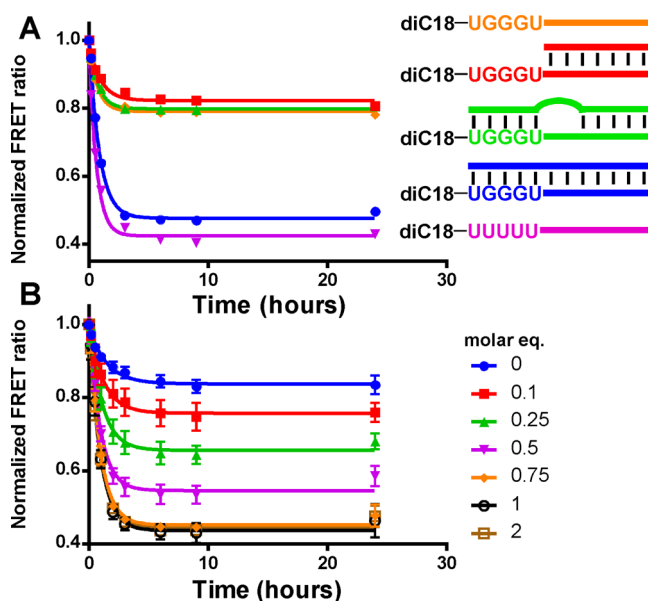 A
Normalized FRET ratio
1.0
0.8
0.6
0.4
0
10
20
30
Time (hours)
diC18—UGGGU
diC18—UGGGU
diC18—UGGGU
diC18—UGGGU
diC18—UUUUU
B
Normalized FRET ratio
1.0
0.8
0.6
0.4
0
10
20
30
Time (hours)
molar eq.
0
0.1
0.25
0.5
0.75
1
2